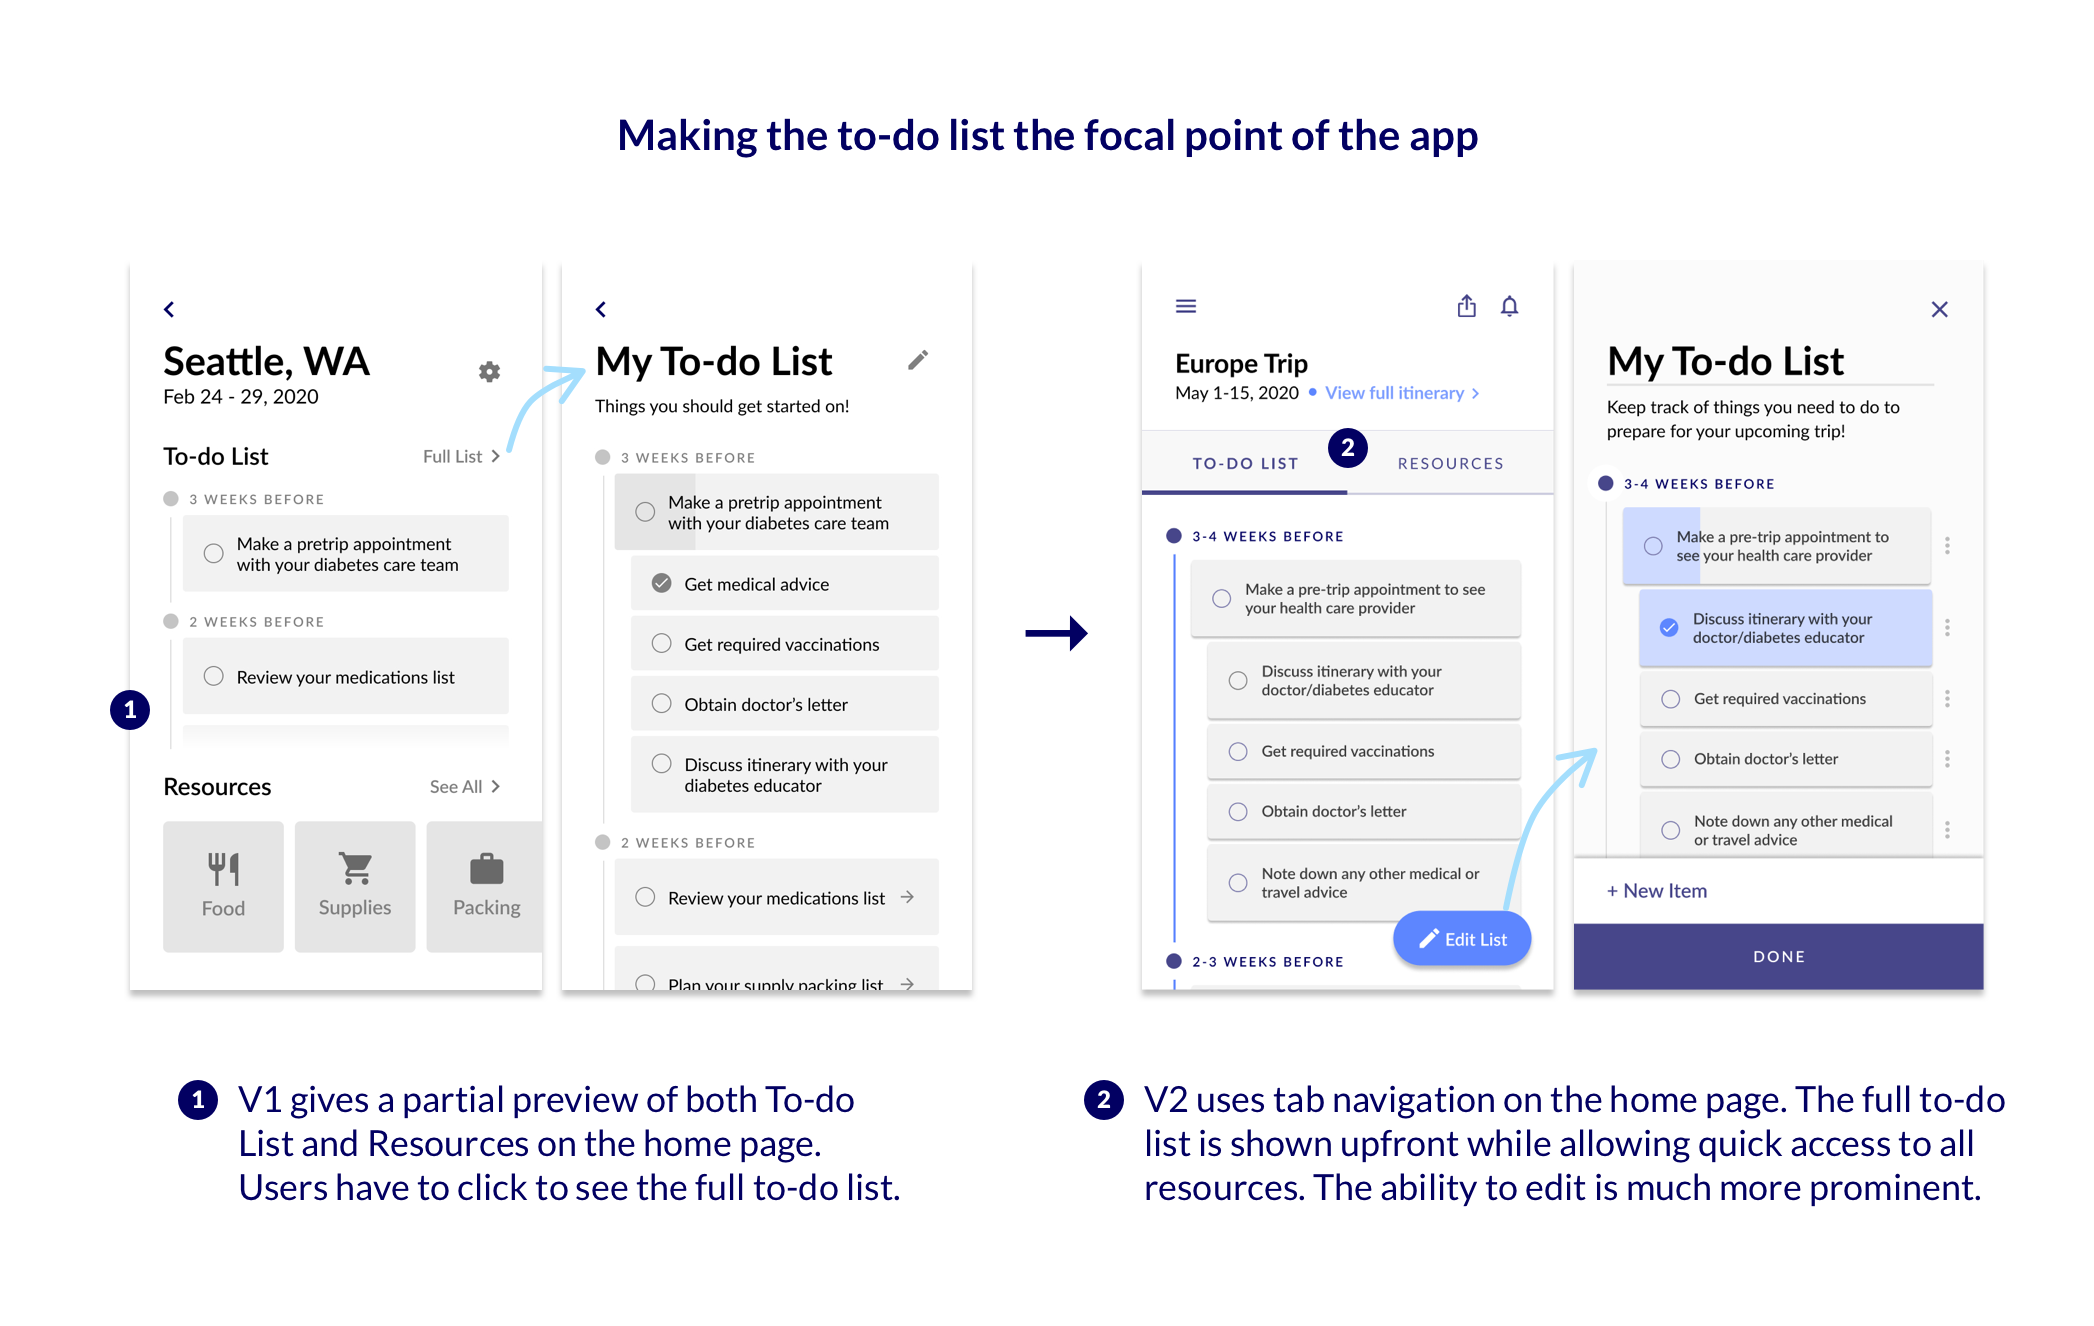 Making the to-do list the focal point of the app
Seattle, WA
Feb 24 - 29, 2020
To-do List
Full List
3 WEEKS BEFORE
Make a pretrip appointment
with your diabetes care team
2 WEEKS BEFORE
Review your medications list
1
Resources
See All
Food
Supplies
Packing
My To-do List
Things you should get started on!
3 WEEKS BEFORE
Make a pretrip appointment
with your diabetes care team
Get medical advice
Get required vaccinations
Obtain doctor's letter
Discuss itinerary with your
diabetes educator
2 WEEKS BEFORE
Review your medications list
Plan your supply packing list
Europe Trip
May 1-15, 2020 • View full itinerary
2
TO-DO LIST
RESOURCES
3-4 WEEKS BEFORE
Make a pre-trip appointment to see
your health care provider
Discuss itinerary with your
doctor/diabetes educator
Get required vaccinations
Obtain doctor's letter
Note down any other medical or
travel advice
Edit List
2-3 WEEKS BEFORE
My To-do List
Keep track of things you need to do to
prepare for your upcoming trip!
3-4 WEEKS BEFORE
Make a pre-trip appointment to
see your health care provider
Discuss itinerary with your
doctor/diabetes educator
Get required vaccinations
Obtain doctor's letter
Note down any other medical
or travel advice
+ New Item
DONE
1 V1 gives a partial preview of both To-do
List and Resources on the home page.
Users have to click to see the full to-do list.
2 V2 uses tab navigation on the home page. The full to-do
list is shown upfront while allowing quick access to all
resources. The ability to edit is much more prominent.